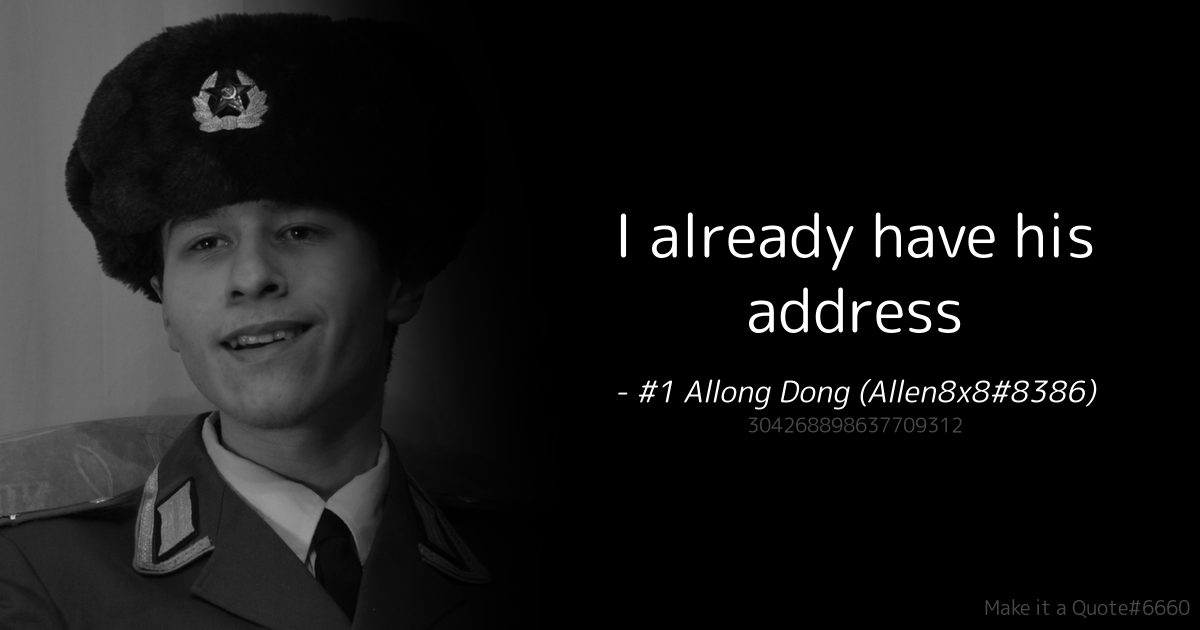 I already have his
address
- #1 Allong Dong (Allen8x8#8386)
304268898637709312
Make it a Quote#6660